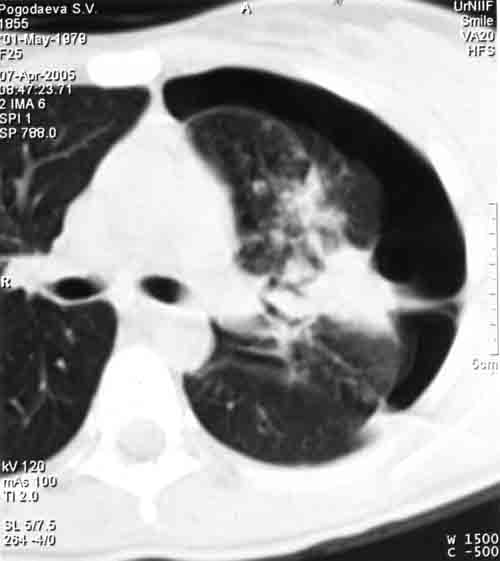 Pogodaeva S.V.
1855
*01-May-1979
F25
07-Apr-2005
08:47:23.71
2 IMA 6
SPI 1
SP 798.0
A
UrNIIF
Smile
VA20
HFS
R
5cm
kV 120
mAs 100
TI 2.0
SL 5/7.5
264 -4/0
W 1500
C -500